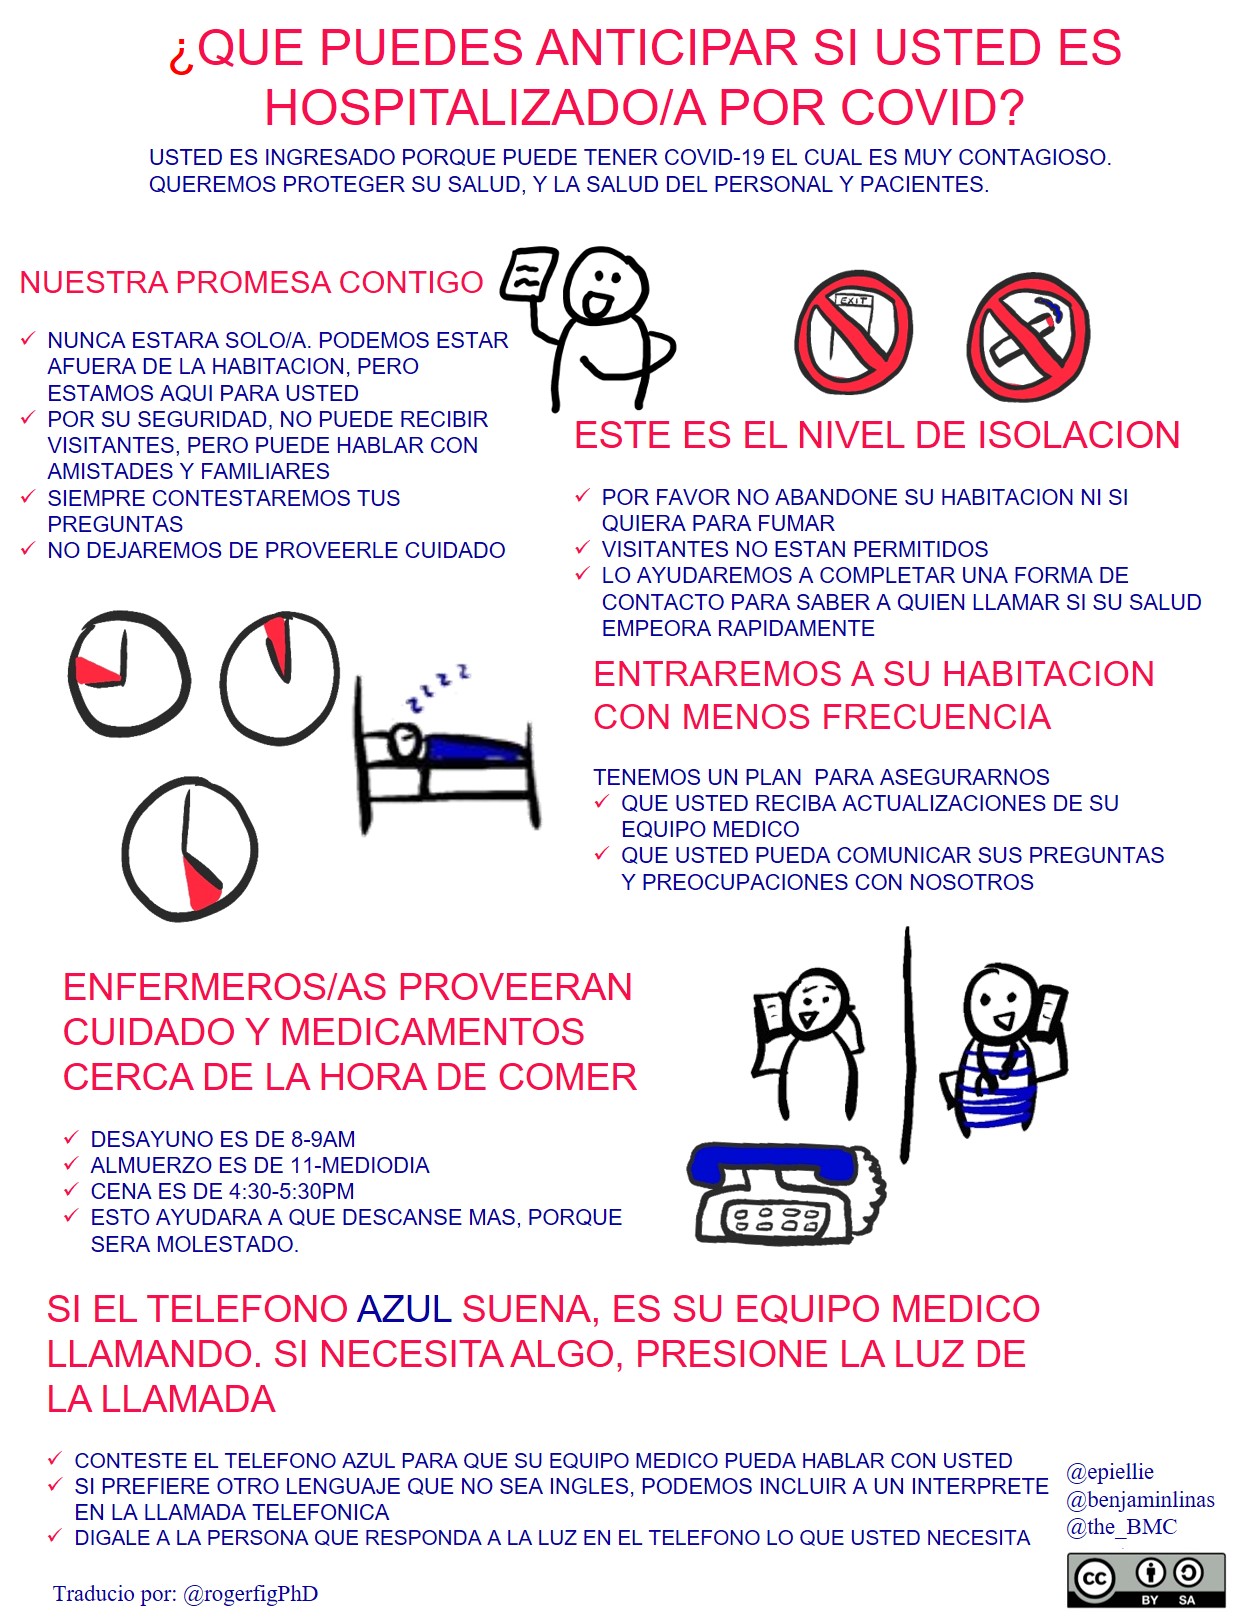 ¿QUE PUEDES ANTICIPAR SI USTED ES
HOSPITALIZADO/A POR COVID?
USTED ES INGRESADO PORQUE PUEDE TENER COVID-19 EL CUAL ES MUY CONTAGIOSO.
QUEREMOS PROTEGER SU SALUD, Y LA SALUD DEL PERSONAL Y PACIENTES.
NUESTRA PROMESA CONTIGO
✓ NUNCA ESTARA SOLO/A. PODEMOS ESTAR
AFUERA DE LA HABITACION, PERO
ESTAMOS AQUI PARA USTED
✓ POR SU SEGURIDAD, NO PUEDE RECIBIR
VISITANTES, PERO PUEDE HABLAR CON
AMISTADES Y FAMILIARES
✓ SIEMPRE CONTESTAREMOS TUS
PREGUNTAS
✓ NO DEJAREMOS DE PROVEERLE CUIDADO
EXIT
ESTE ES EL NIVEL DE ISOLACION
✓ POR FAVOR NO ABANDONE SU HABITACION NI SI
QUIERA PARA FUMAR
✓ VISITANTES NO ESTAN PERMITIDOS
✓ LO AYUDAREMOS A COMPLETAR UNA FORMA DE
CONTACTO PARA SABER A QUIEN LLAMAR SI SU SALUD
EMPEORA RAPIDAMENTE
zzzz
ENTRAREMOS A SU HABITACION
CON MENOS FRECUENCIA
TENEMOS UN PLAN PARA ASEGURARNOS
✓ QUE USTED RECIBA ACTUALIZACIONES DE SU
EQUIPO MEDICO
✓ QUE USTED PUEDA COMUNICAR SUS PREGUNTAS
Y PREOCUPACIONES CON NOSOTROS
ENFERMEROS/AS PROVEERAN
CUIDADO Y MEDICAMENTOS
CERCA DE LA HORA DE COMER
✓ DESAYUNO ES DE 8-9AM
✓ ALMUERZO ES DE 11-MEDIODIA
✓ CENA ES DE 4:30-5:30PM
✓ ESTO AYUDARA A QUE DESCANSE MAS, PORQUE
SERA MOLESTADO.
SI EL TELEFONO AZUL SUENA, ES SU EQUIPO MEDICO
LLAMANDO. SI NECESITA ALGO, PRESIONE LA LUZ DE
LA LLAMADA
✓ CONTESTE EL TELEFONO AZUL PARA QUE SU EQUIPO MEDICO PUEDA HABLAR CON USTED
✓ SI PREFIERE OTRO LENGUAJE QUE NO SEA INGLES, PODEMOS INCLUIR A UN INTERPRETE
EN LA LLAMADA TELEFONICA
✓ DIGALE A LA PERSONA QUE RESPONDA A LA LUZ EN EL TELEFONO LO QUE USTED NECESITA
@epiellie
@benjaminlinas
@the_BMC
cc
BY SA
Traducio por: @rogerfigPhD